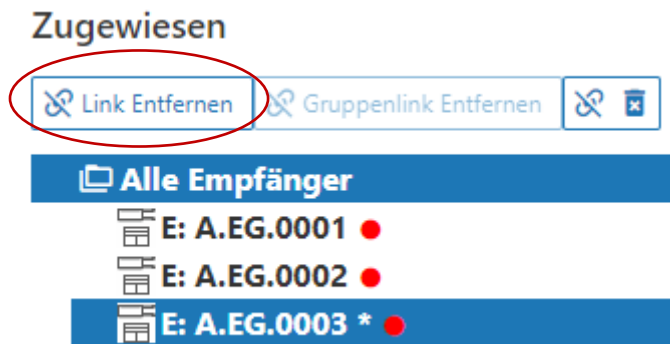 Zugewiesen
Link Entfernen Gruppenlink Entfernen
Alle Empfänger
E: A.EG.0001
E: A.EG.0002
E: A.EG.0003 *